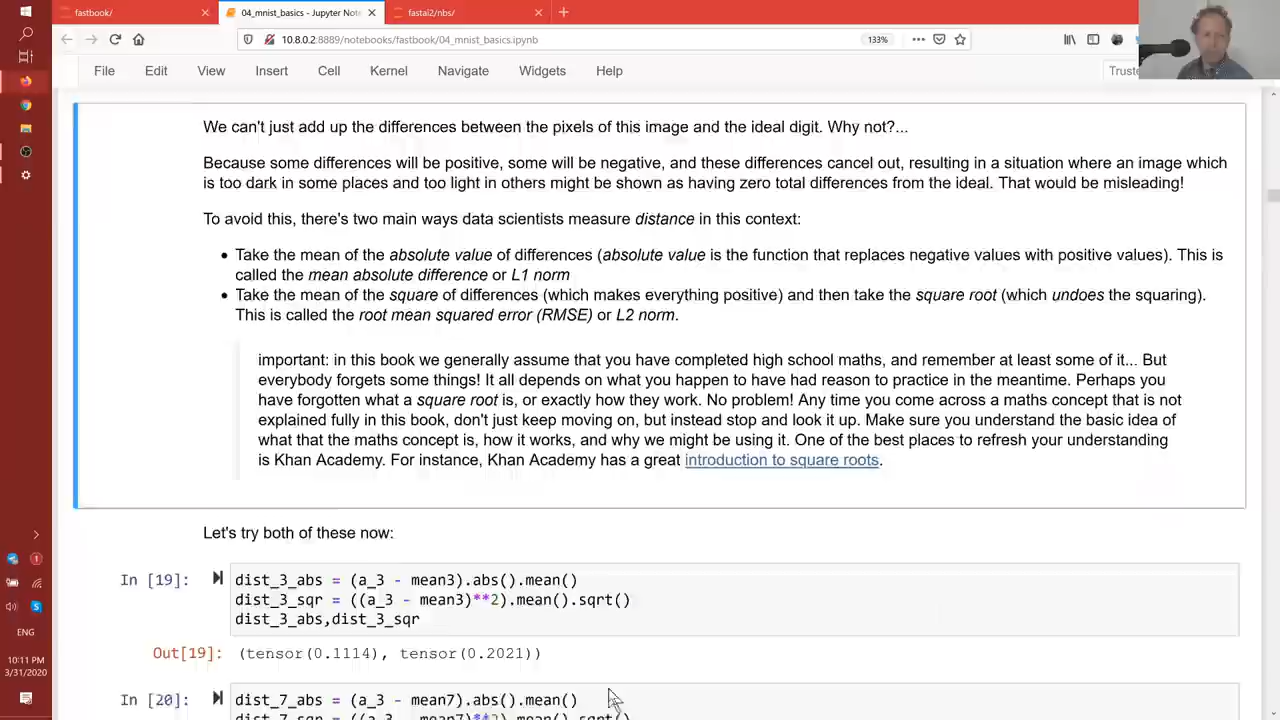 fastbook/
04_mnist_basics - Jupyter Not
fastai2/nbs/
10.8.0.2:8889/notebooks/fastbook/04_mnist_basics.ipynb
133%
File Edit View Insert Cell Kernel Navigate Widgets Help
Truste
We can't just add up the differences between the pixels of this image and the ideal digit. Why not?...
Because some differences will be positive, some will be negative, and these differences cancel out, resulting in a situation where an image which
is too dark in some places and too light in others might be shown as having zero total differences from the ideal. That would be misleading!
To avoid this, there's two main ways data scientists measure distance in this context:
Take the mean of the absolute value of differences (absolute value is the function that replaces negative values with positive values). This is
called the mean absolute difference or L1 norm
Take the mean of the square of differences (which makes everything positive) and then take the square root (which undoes the squaring).
This is called the root mean squared error (RMSE) or L2 norm.
important: in this book we generally assume that you have completed high school maths, and remember at least some of it... But
everybody forgets some things! It all depends on what you happen to have had reason to practice in the meantime. Perhaps you
have forgotten what a square root is, or exactly how they work. No problem! Any time you come across a maths concept that is not
explained fully in this book, don't just keep moving on, but instead stop and look it up. Make sure you understand the basic idea of
what that the maths concept is, how it works, and why we might be using it. One of the best places to refresh your understanding
is Khan Academy. For instance, Khan Academy has a great introduction to square roots.
Let's try both of these now:
In [19]: dist_3_abs = (a_3 - mean3).abs().mean()
dist_3_sqr = ((a_3 - mean3)**2).mean().sqrt()
dist_3_abs,dist_3_sqr
Out[19]: (tensor(0.1114), tensor(0.2021))
In [20]: dist_7_abs = (a_3 - mean7).abs().mean()
dist_7_sqr = ((a_3 - mean7)**2).mean().sqrt()
1
ENG
10:11 PM
3/31/2020